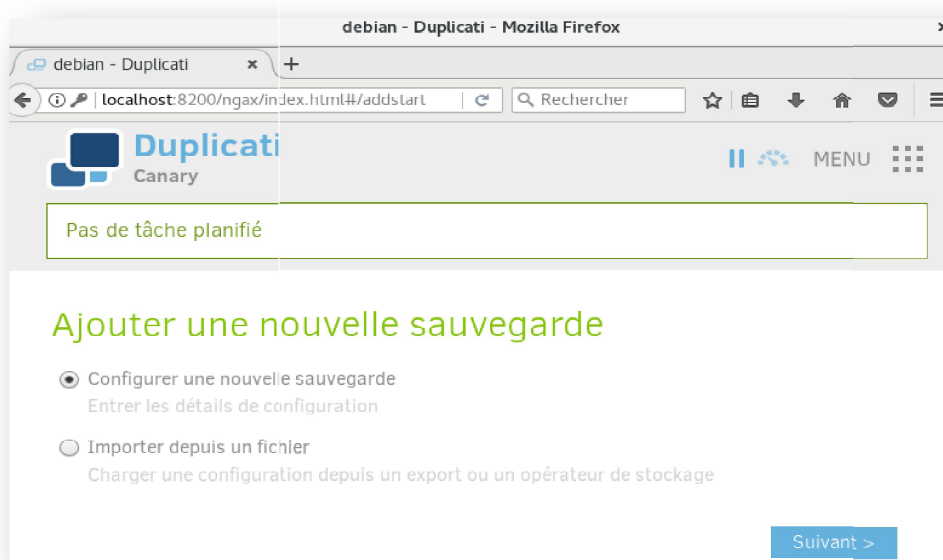 debian - Duplicati - Mozilla Firefox
debian - Duplicati
localhost:8200/ngax/index.html#/addstart
Rechercher
Duplicati
Canary
MENU
Pas de tâche planifié
Ajouter une nouvelle sauvegarde
Configurer une nouvelle sauvegarde
Entrer les détails de configuration
Importer depuis un fichier
Charger une configuration depuis un export ou un opérateur de stockage
Suivant >